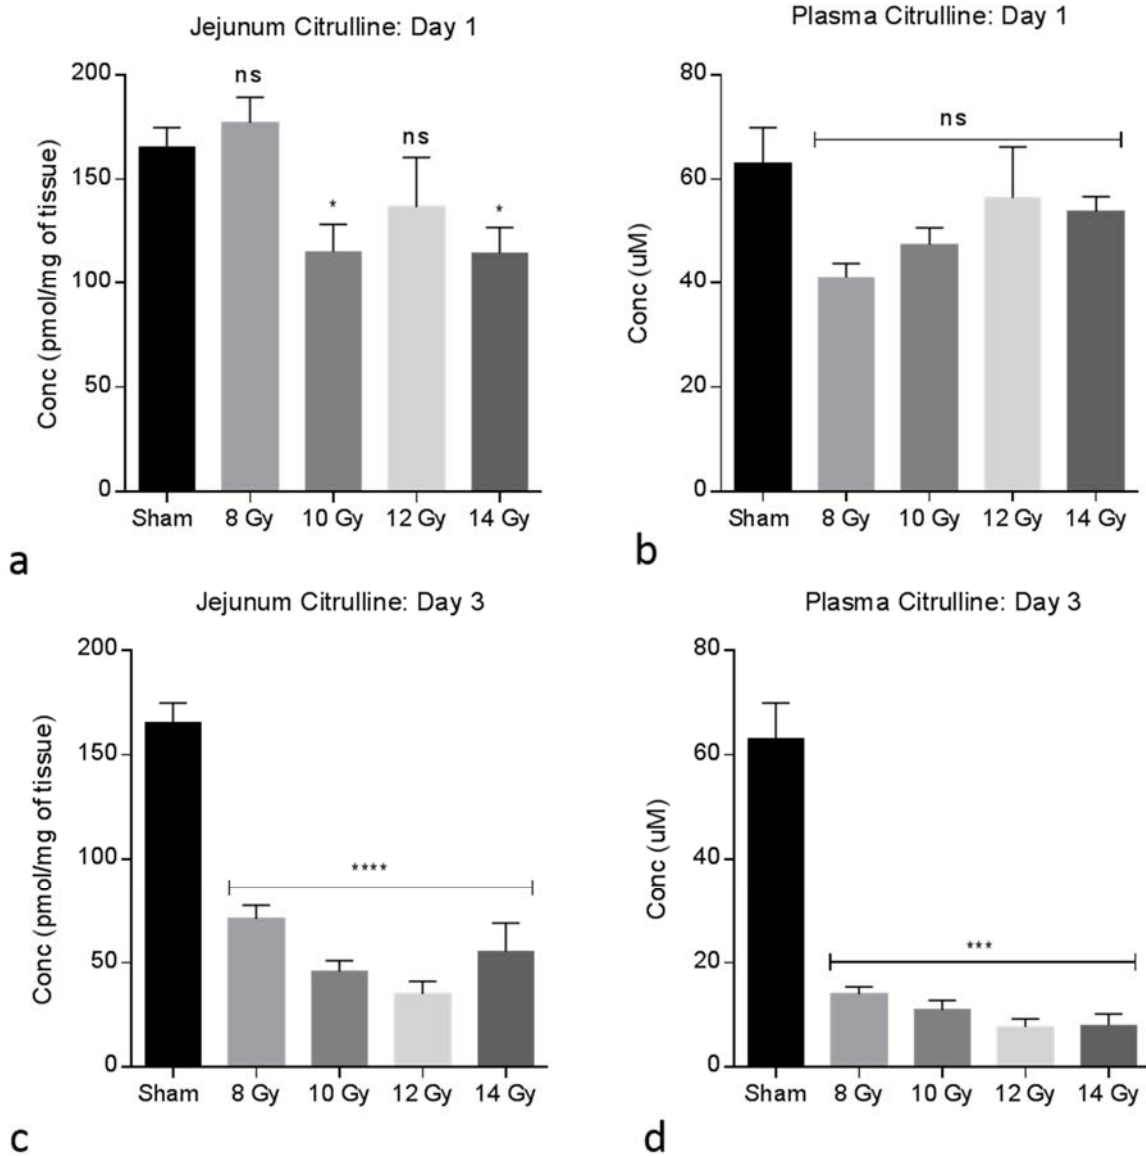 Jejunum Citrulline: Day 1
Conc (pmol/mg of tissue)
200
150
100
50
0
ns
*
ns
*
Sham 8 Gy 10 Gy 12 Gy 14 Gy
a
Plasma Citrulline: Day 1
Conc (uM)
80
60
40
20
0
ns
Sham 8 Gy 10 Gy 12 Gy 14 Gy
b
Jejunum Citrulline: Day 3
Conc (pmol/mg of tissue)
200
150
100
50
0
****
Sham 8 Gy 10 Gy 12 Gy 14 Gy
c
Plasma Citrulline: Day 3
Conc (uM)
80
60
40
20
0
***
Sham 8 Gy 10 Gy 12 Gy 14 Gy
d